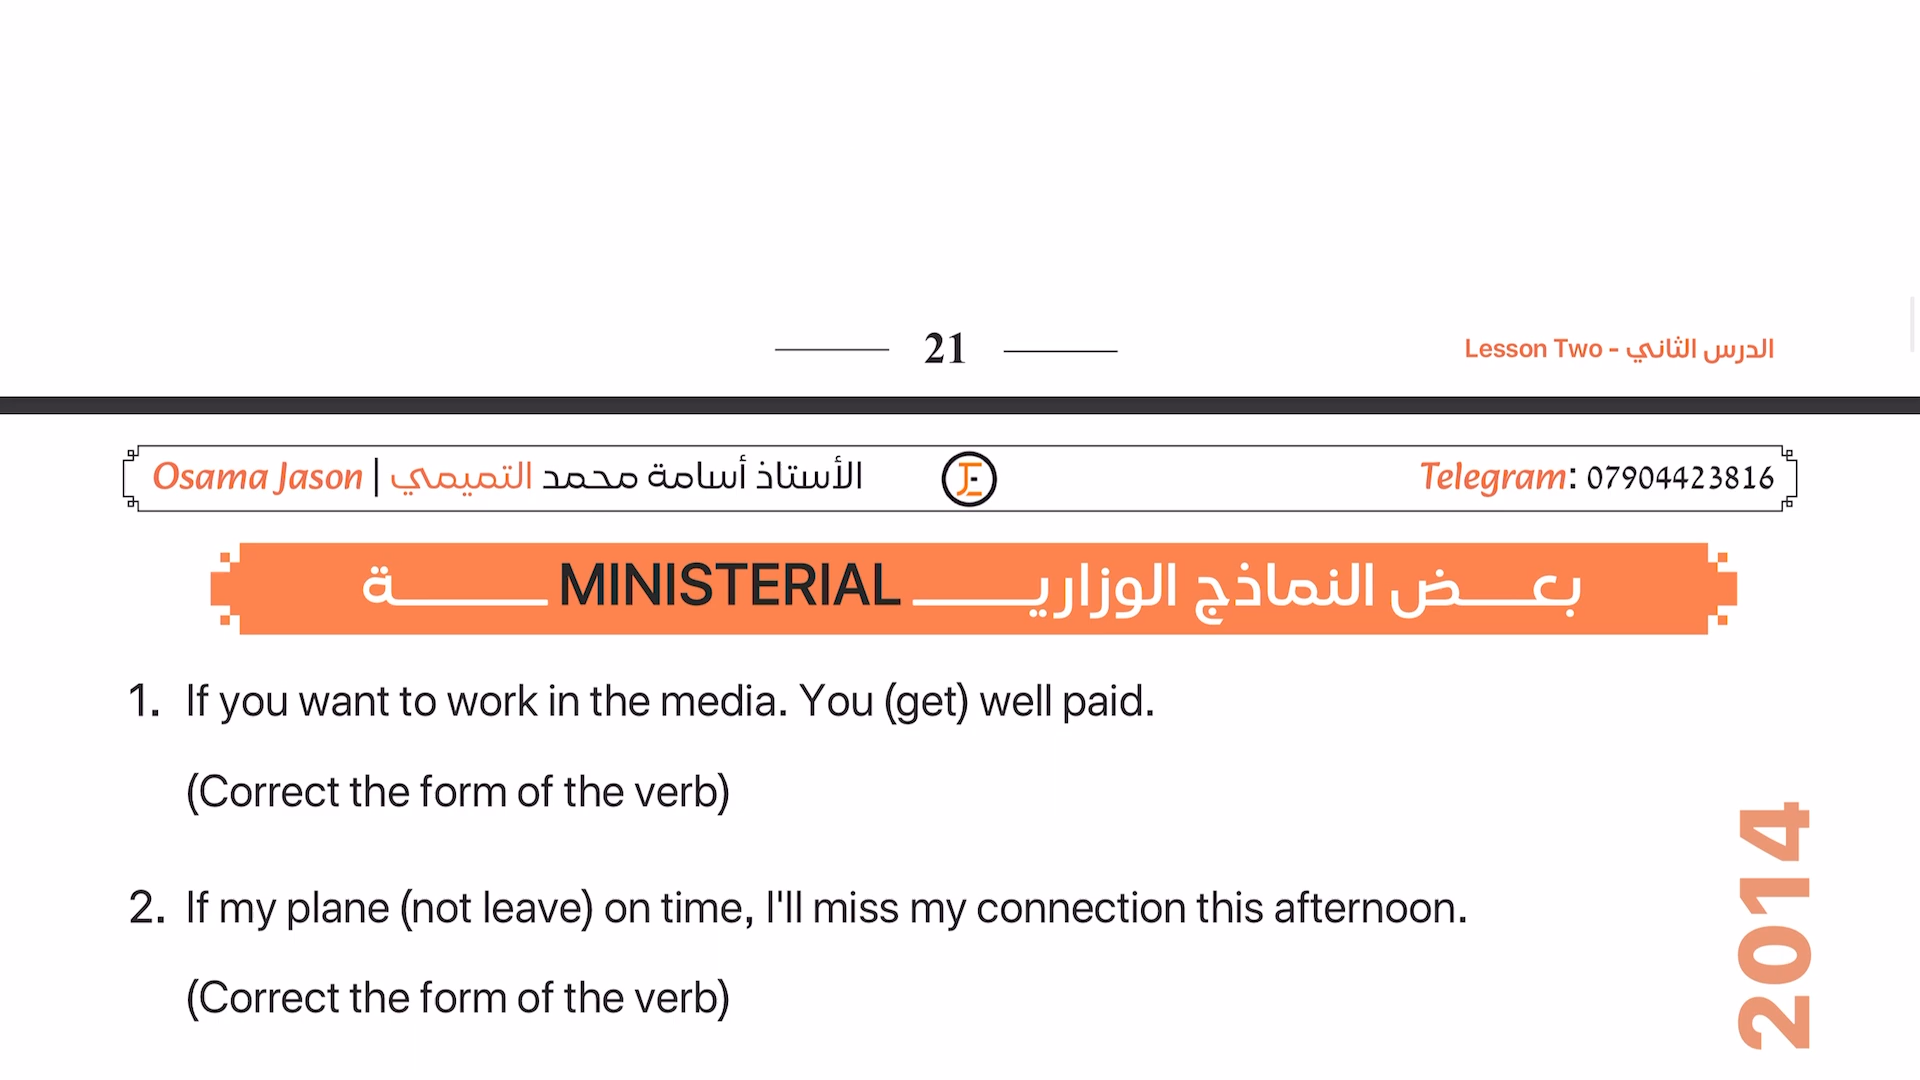 21
Lesson Two - الدرس الثاني
Osama Jason | الأستاذ أسامة محمد التميمي
JE
Telegram: 07904423816
بعـــض النماذج الوزاريـــــ MINISTERIAL ـــــــة
1. If you want to work in the media. You (get) well paid.
(Correct the form of the verb)
2. If my plane (not leave) on time, I'll miss my connection this afternoon.
(Correct the form of the verb)
2014